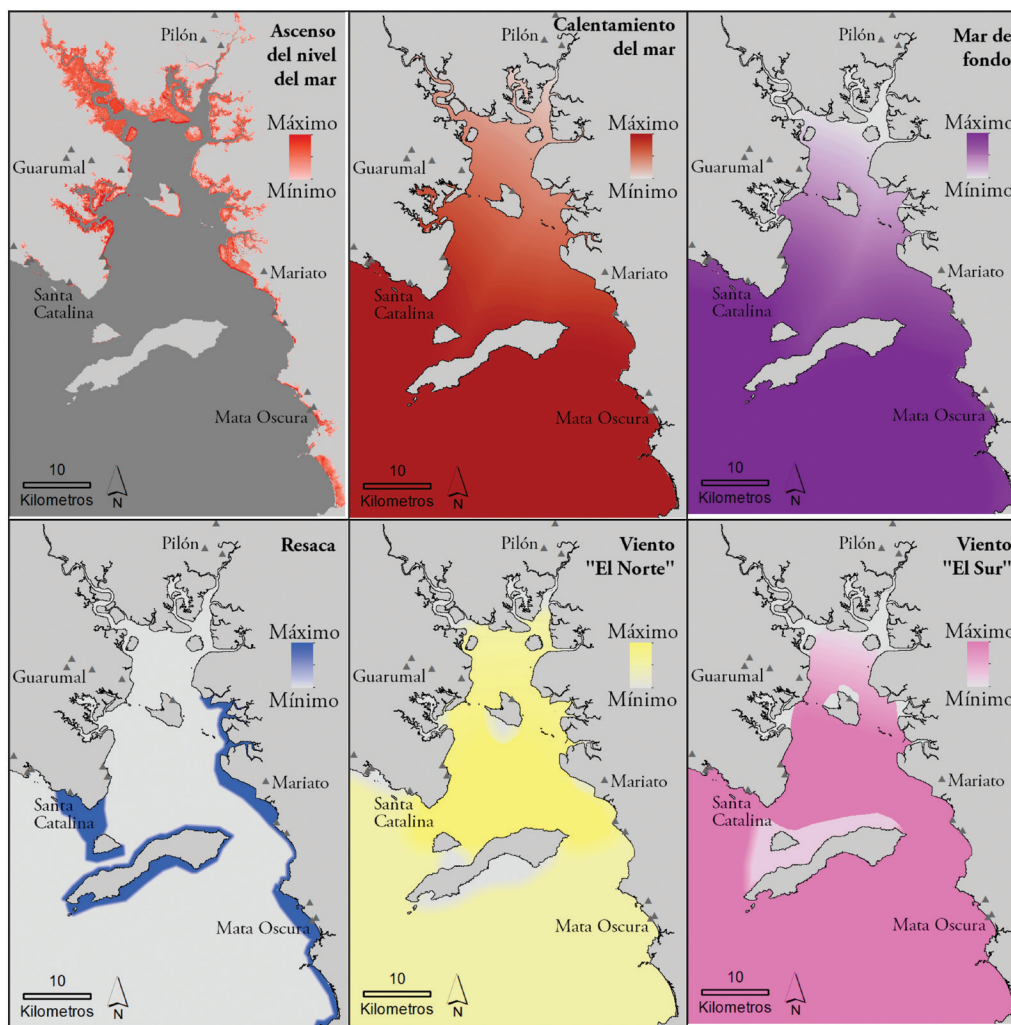 Pilón
Ascenso
del nivel
del mar
Máximo
Mínimo
Guarumal
Mariato
Santa
Catalina
Mata Oscura
10
Kilometros
N
Pilón
Calentamiento
del mar
Máximo
Mínimo
Guarumal
Mariato
Santa
Catalina
Mata Oscura
10
Kilometros
N
Pilón
Mar de
fondo
Máximo
Mínimo
Guarumal
Mariato
Santa
Catalina
Mata Oscura
10
Kilometros
N
Pilón
Resaca
Máximo
Mínimo
Guarumal
Mariato
Santa
Catalina
Mata Oscura
10
Kilometros
N
Pilón
Viento
"El Norte"
Máximo
Mínimo
Guarumal
Mariato
Santa
Catalina
Mata Oscura
10
Kilometros
N
Pilón
Viento
"El Sur"
Máximo
Mínimo
Guarumal
Mariato
Santa
Catalina
Mata Oscura
10
Kilometros
N